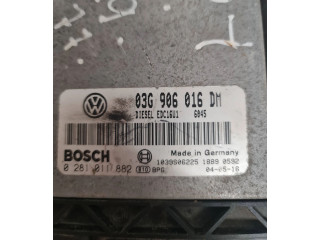 03G 906 016 DM
DIESEL EDC16U1 6045
BOSCH
Made in Germany
0 281 011 882
1039S06225 1889 0592
BPG.
04-05-16